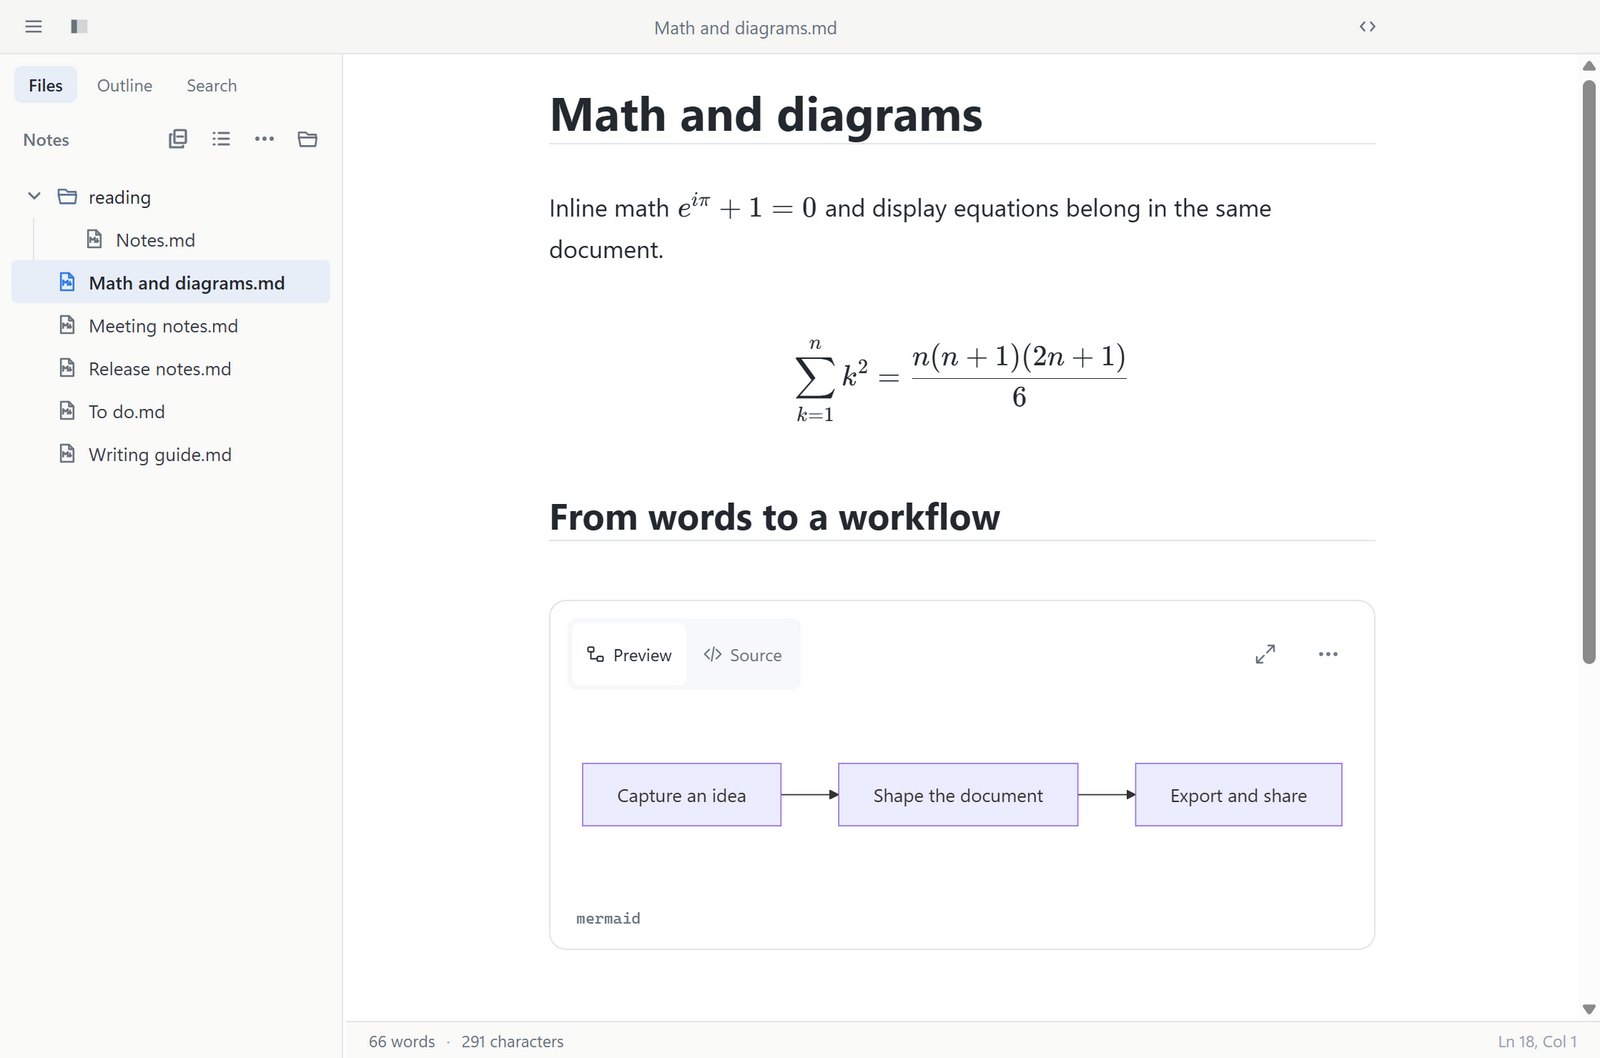 Math and diagrams.md
Files Outline Search
Notes
reading
Notes.md
Math and diagrams.md
Meeting notes.md
Release notes.md
To do.md
Writing guide.md
Math and diagrams
Inline math e^{iπ} + 1 = 0 and display equations belong in the same
document.
\sum_{k=1}^{n} k^2 = \frac{n(n + 1)(2n + 1)}{6}
From words to a workflow
Preview </> Source
Capture an idea Shape the document Export and share
mermaid
66 words · 291 characters Ln 18, Col 1